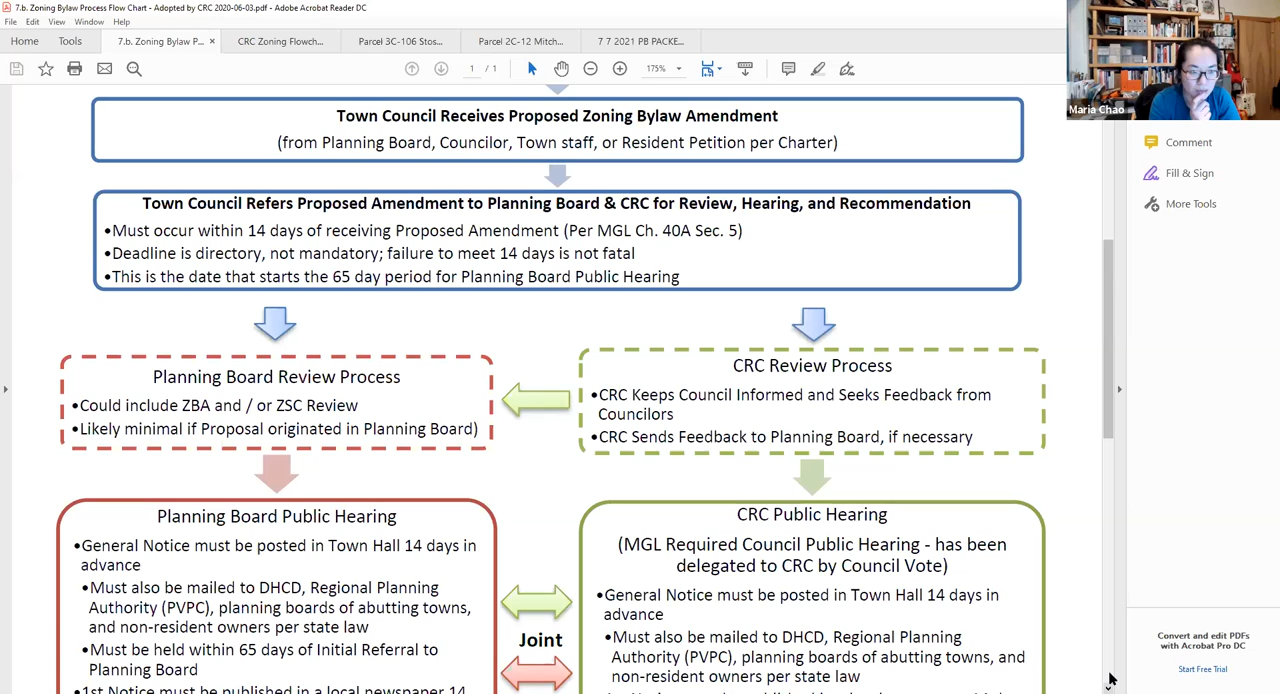 7.b. Zoning Bylaw Process Flow Chart - Adopted by CRC 2020-06-03.pdf - Adobe Acrobat Reader DC
File Edit View Window Help
Home Tools 7.b. Zoning Bylaw P... × CRC Zoning Flowch... Parcel 3C-106 Stos... Parcel 2C-12 Mitch... 7 7 2021 PB PACKE...
1 / 1 175%
Maria Chao
Comment
Fill & Sign
More Tools
Town Council Receives Proposed Zoning Bylaw Amendment
(from Planning Board, Councilor, Town staff, or Resident Petition per Charter)
Town Council Refers Proposed Amendment to Planning Board & CRC for Review, Hearing, and Recommendation
•Must occur within 14 days of receiving Proposed Amendment (Per MGL Ch. 40A Sec. 5)
•Deadline is directory, not mandatory; failure to meet 14 days is not fatal
•This is the date that starts the 65 day period for Planning Board Public Hearing
Planning Board Review Process
•Could include ZBA and / or ZSC Review
•Likely minimal if Proposal originated in Planning Board)
CRC Review Process
•CRC Keeps Council Informed and Seeks Feedback from
Councilors
•CRC Sends Feedback to Planning Board, if necessary
Planning Board Public Hearing
•General Notice must be posted in Town Hall 14 days in
advance
•Must also be mailed to DHCD, Regional Planning
Authority (PVPC), planning boards of abutting towns,
and non-resident owners per state law
•Must be held within 65 days of Initial Referral to
Planning Board
•1st Notice must be published in a local newspaper 14
Joint
CRC Public Hearing
(MGL Required Council Public Hearing - has been
delegated to CRC by Council Vote)
•General Notice must be posted in Town Hall 14 days in
advance
•Must also be mailed to DHCD, Regional Planning
Authority (PVPC), planning boards of abutting towns, and
non-resident owners per state law
Convert and edit PDFs
with Acrobat Pro DC
Start Free Trial